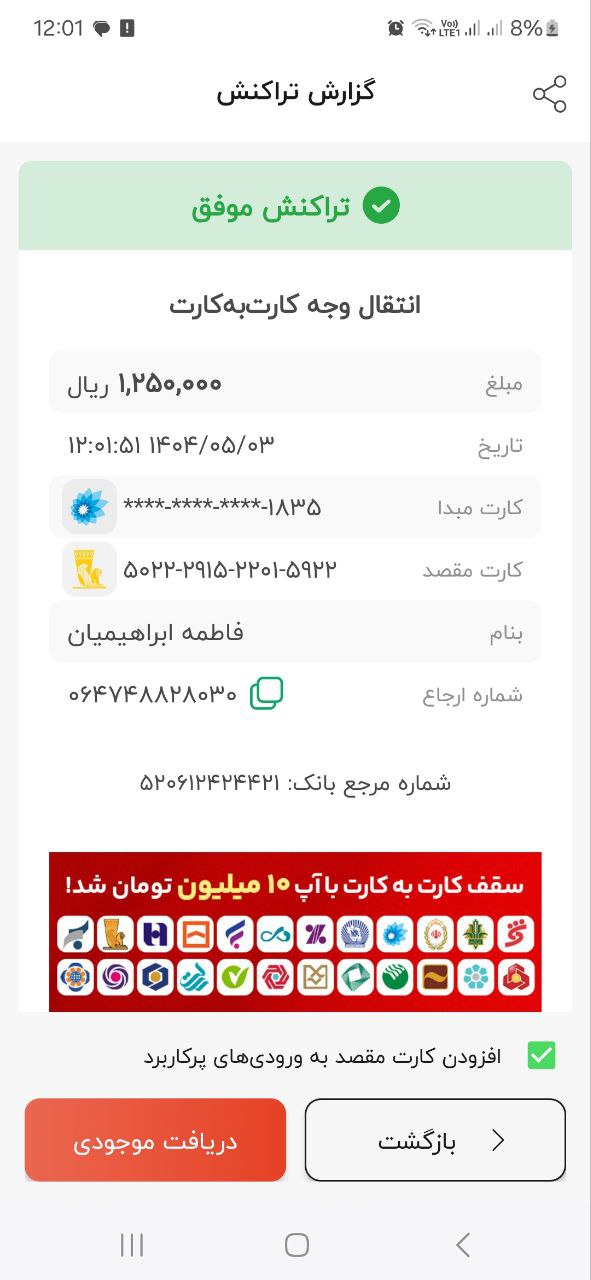 12:01
Vo)) LTE1 8%
گزارش تراکنش
تراکنش موفق
انتقال وجه کارت‌به‌کارت
مبلغ ۱,۲۵۰,۰۰۰ ریال
تاریخ ۱۴۰۴/۰۵/۰۳ ۱۲:۰۱:۵۱
کارت مبدا ****-****-****-۱۸۳۵
کارت مقصد ۵۰۲۲-۲۹۱۵-۲۲۰۱-۵۹۲۲
بنام فاطمه ابراهیمیان
شماره ارجاع ۰۶۴۷۴۸۸۲۸۰۳۰
شماره مرجع بانک: ۵۲۰۶۱۲۴۲۴۴۲۱
سقف کارت به کارت با آپ ۱۰ میلیون تومان شد!
افزودن کارت مقصد به ورودی‌های پرکاربرد
بازگشت
دریافت موجودی